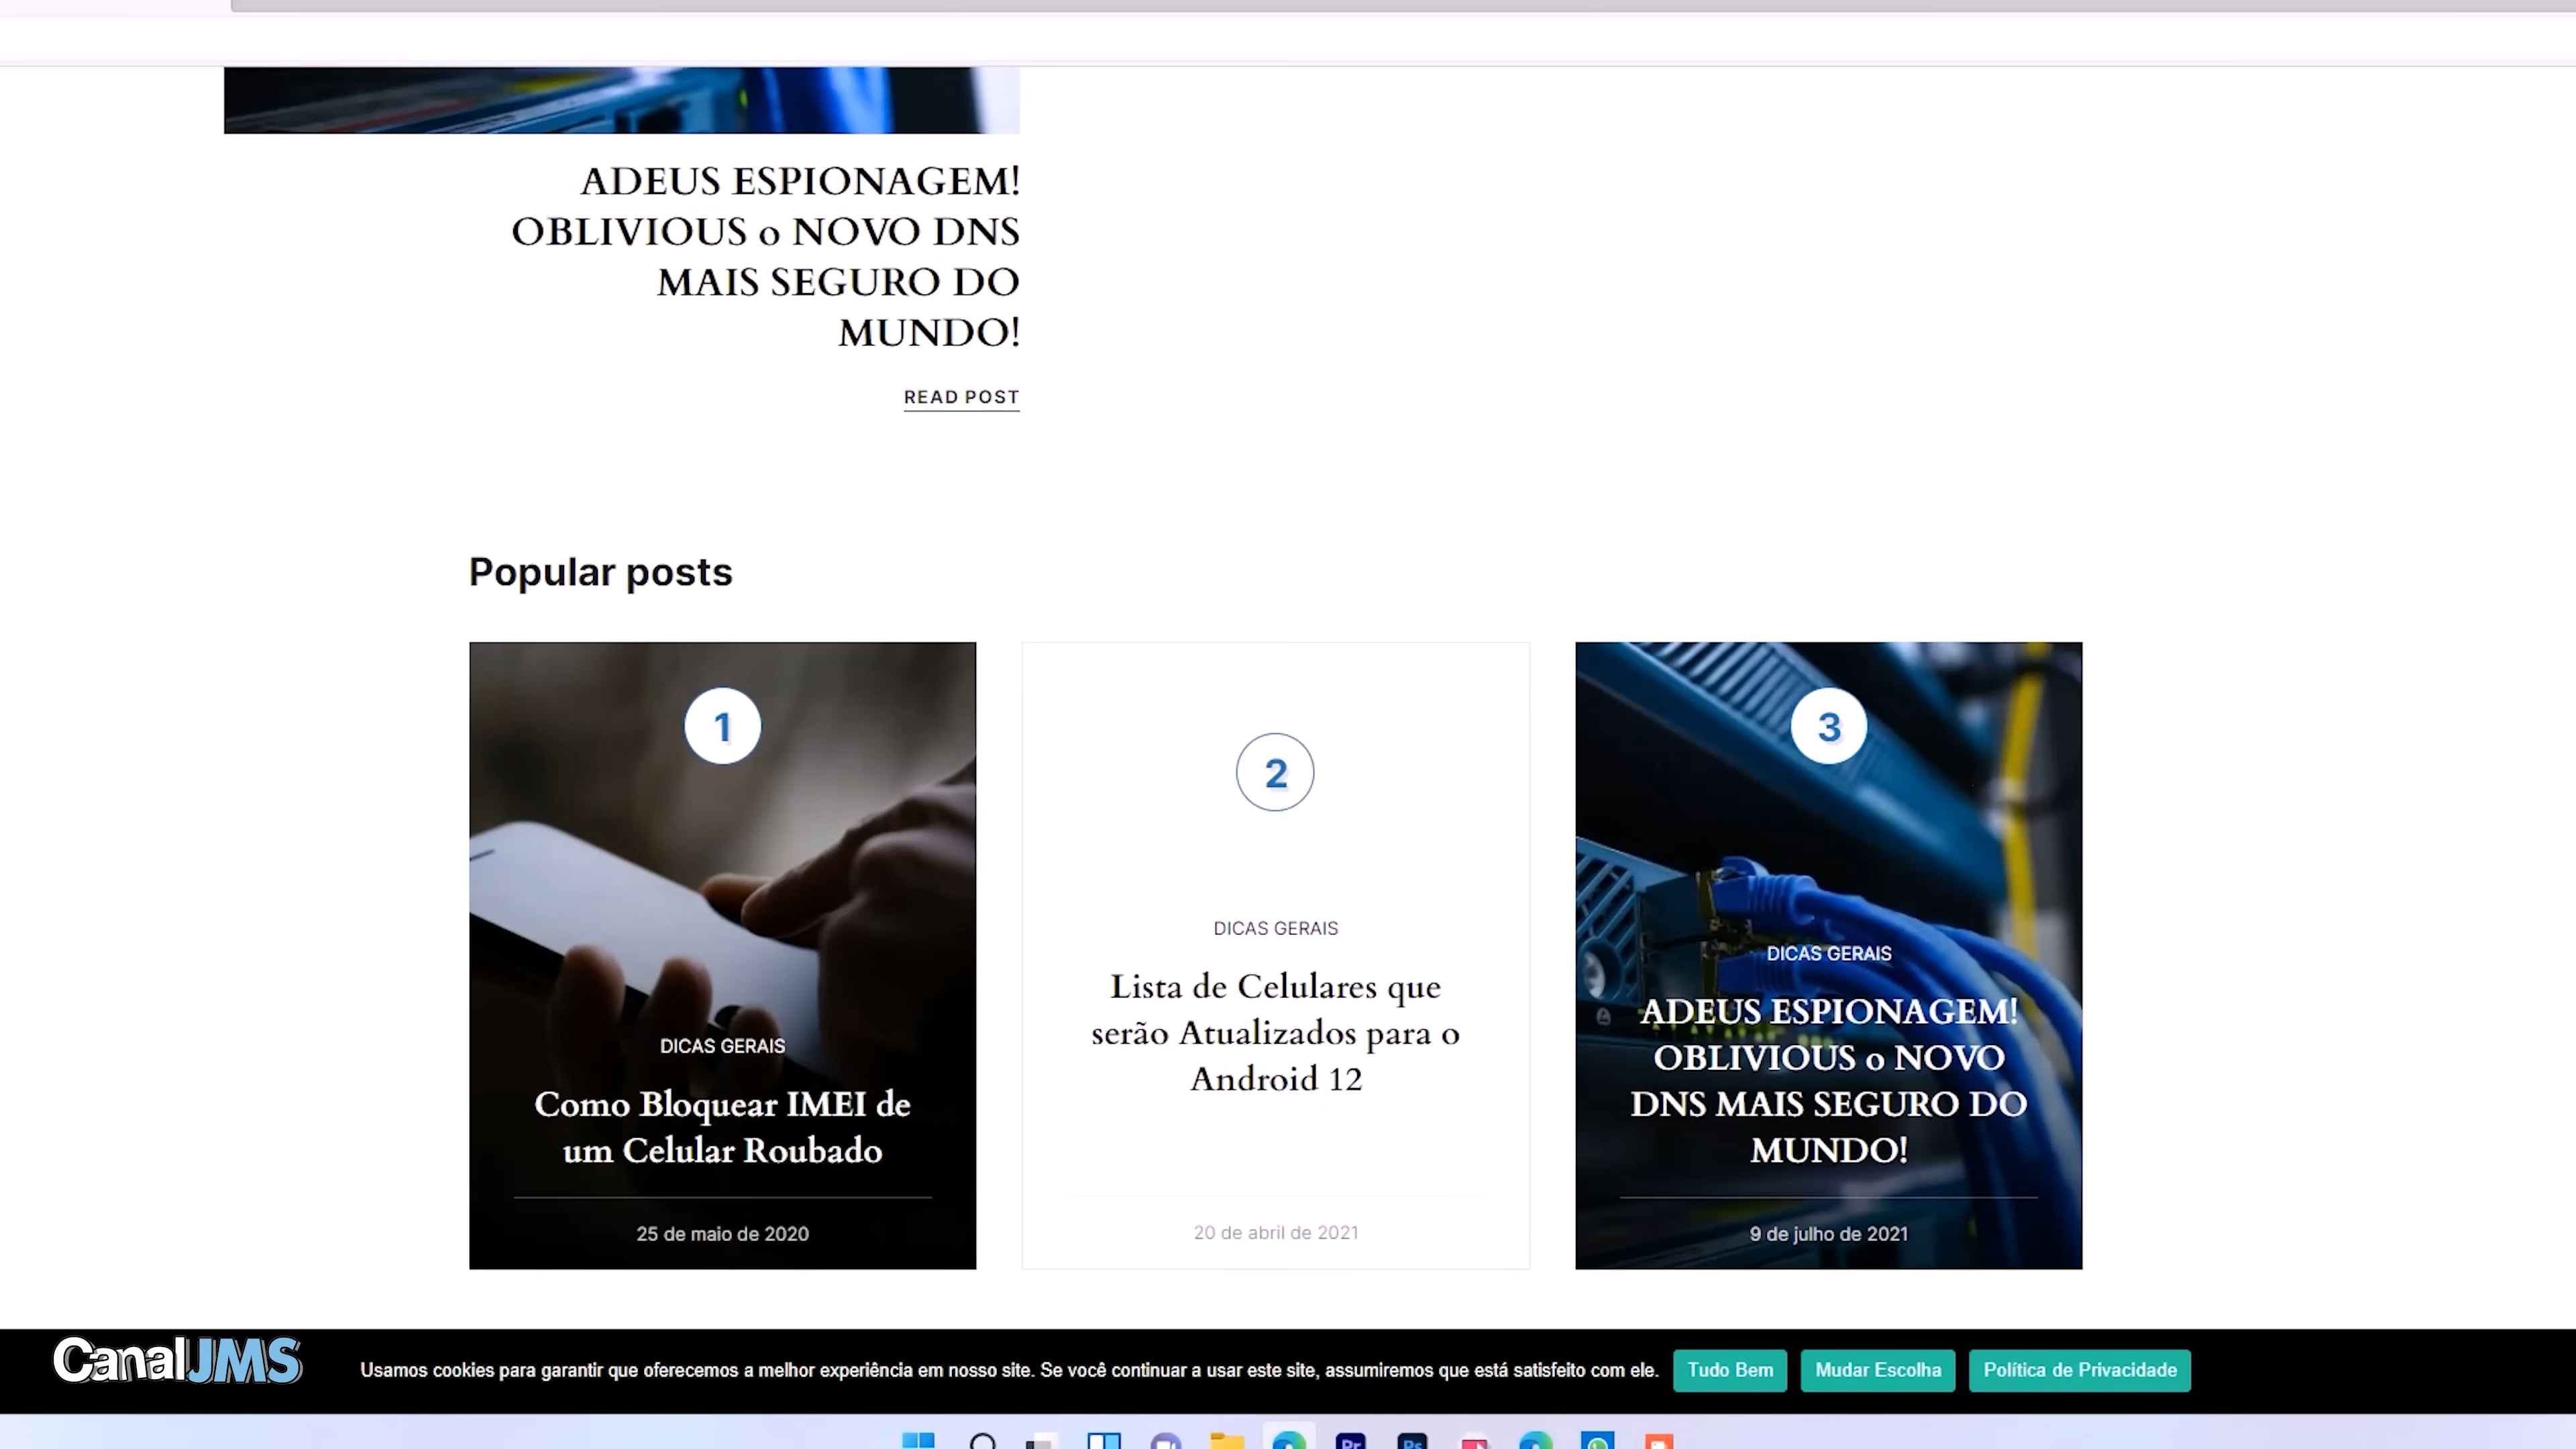 ADEUS ESPIONAGEM!
OBLIVIOUS o NOVO DNS
MAIS SEGURO DO
MUNDO!
READ POST
Popular posts
1
DICAS GERAIS
Como Bloquear IMEI de
um Celular Roubado
25 de maio de 2020
2
DICAS GERAIS
Lista de Celulares que
serão Atualizados para o
Android 12
20 de abril de 2021
3
DICAS GERAIS
ADEUS ESPIONAGEM!
OBLIVIOUS o NOVO
DNS MAIS SEGURO DO
MUNDO!
9 de julho de 2021
CanalJMS
Usamos cookies para garantir que oferecemos a melhor experiência em nosso site. Se você continuar a usar este site, assumiremos que está satisfeito com ele.
Tudo Bem
Mudar Escolha
Política de Privacidade
Pr
Ps